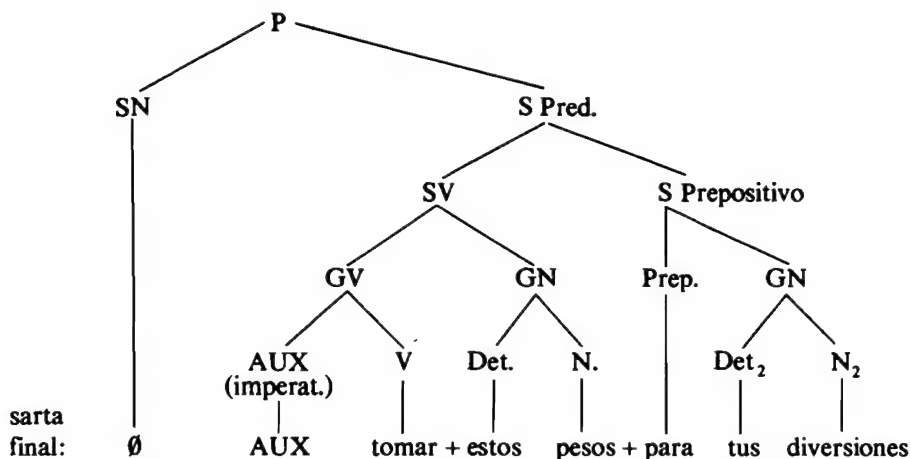 P
SN S Pred.
SV S Prepositivo
GV GN Prep. GN
AUX V Det. N. Det₂ N₂
(imperat.)
sarta
final: Ø AUX tomar + estos pesos + para tus diversiones